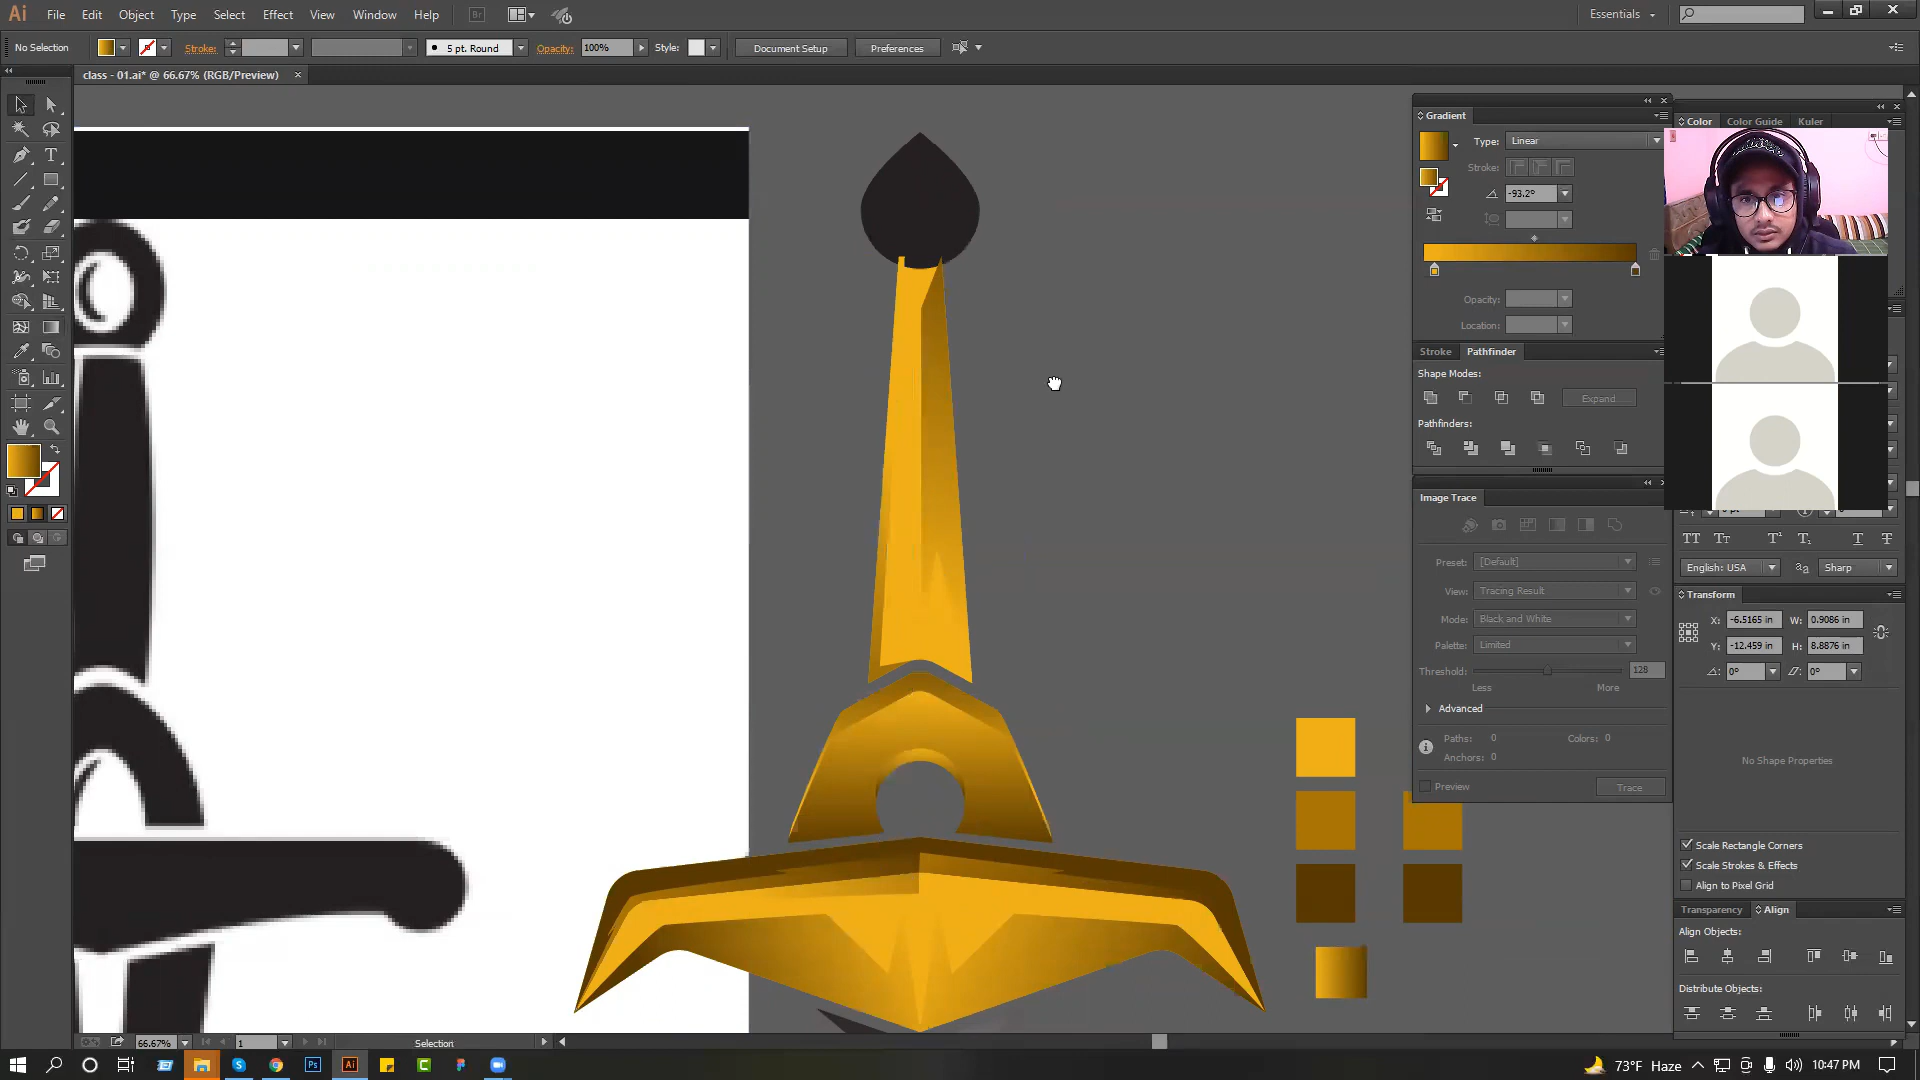 Ai File Edit Object Type Select Effect View Window Help Br Essentials
No Selection Stroke: 5 pt. Round Opacity: 100% Style: Document Setup Preferences
class - 01.ai* @ 66.67% (RGB/Preview)
Gradient
Type: Linear
Stroke:
-93.2°
Opacity:
Location:
Color Color Guide Kuler
Stroke Pathfinder
Shape Modes:
Expand
Pathfinders:
Image Trace
Preset: [Default]
View: Tracing Result
Mode: Black and White
Palette: Limited
Threshold: 128
Less More
Advanced
Paths: 0 Colors: 0
Anchors: 0
Preview Trace
English: USA Sharp
Transform
X: -6.5165 in W: 0.9086 in
Y: -12.459 in H: 8.8876 in
0° 0°
No Shape Properties
Scale Rectangle Corners
Scale Strokes & Effects
Align to Pixel Grid
Transparency Align
Align Objects:
Distribute Objects:
66.67% 1 Selection
73°F Haze 10:47 PM